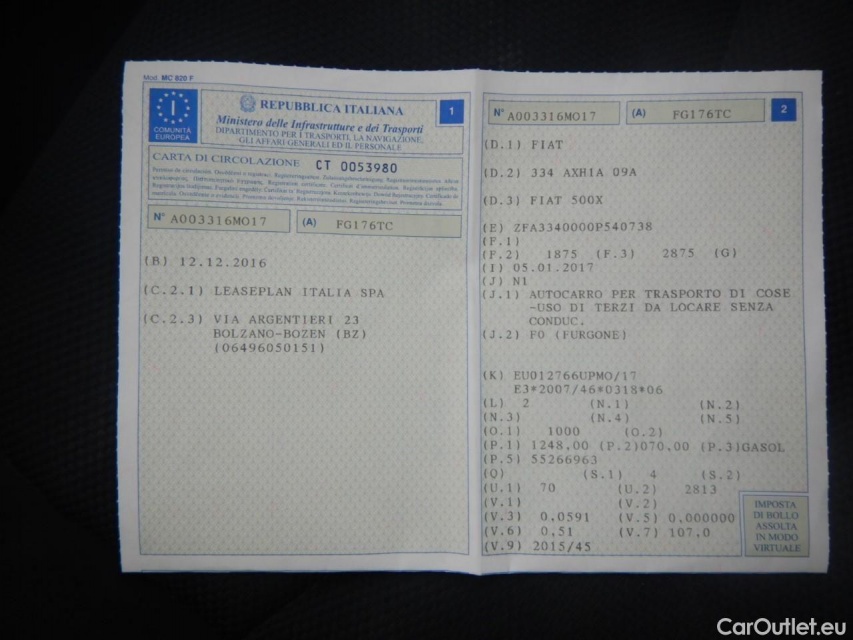 Mod. MC 820 F
COMUNITÀ
EUROPEA
REPUBBLICA ITALIANA
Ministero delle Infrastrutture e dei Trasporti
DIPARTIMENTO PER I TRASPORTI, LA NAVIGAZIONE,
GLI AFFARI GENERALI ED IL PERSONALE
1
CARTA DI CIRCOLAZIONE CT 0053980
N° A003316MO17 (A) FG176TC
(B) 12.12.2016
(C.2.1) LEASEPLAN ITALIA SPA
(C.2.3) VIA ARGENTIERI 23
BOLZANO-BOZEN (BZ)
(06496050151)
N° A003316MO17 (A) FG176TC 2
(D.1) FIAT
(D.2) 334 AXH1A 09A
(D.3) FIAT 500X
(E) ZFA3340000P540738
(F.1)
(F.2) 1875 (F.3) 2875 (G)
(I) 05.01.2017
(J) N1
(J.1) AUTOCARRO PER TRASPORTO DI COSE
-USO DI TERZI DA LOCARE SENZA
CONDUC.
(J.2) F0 (FURGONE)
(K) EU012766UPMO/17
E3*2007/46*0318*06
(L) 2 (N.1) (N.2)
(N.3) (N.4) (N.5)
(O.1) 1000 (O.2)
(P.1) 1248,00 (P.2)070,00 (P.3)GASOL
(P.5) 55266963
(Q) (S.1) 4 (S.2)
(U.1) 70 (U.2) 2813
(V.1) (V.2)
(V.3) 0,0591 (V.5) 0,000000
(V.6) 0,51 (V.7) 107,0
(V.9) 2015/45
IMPOSTA
DI BOLLO
ASSOLTA
IN MODO
VIRTUALE
CarOutlet.eu